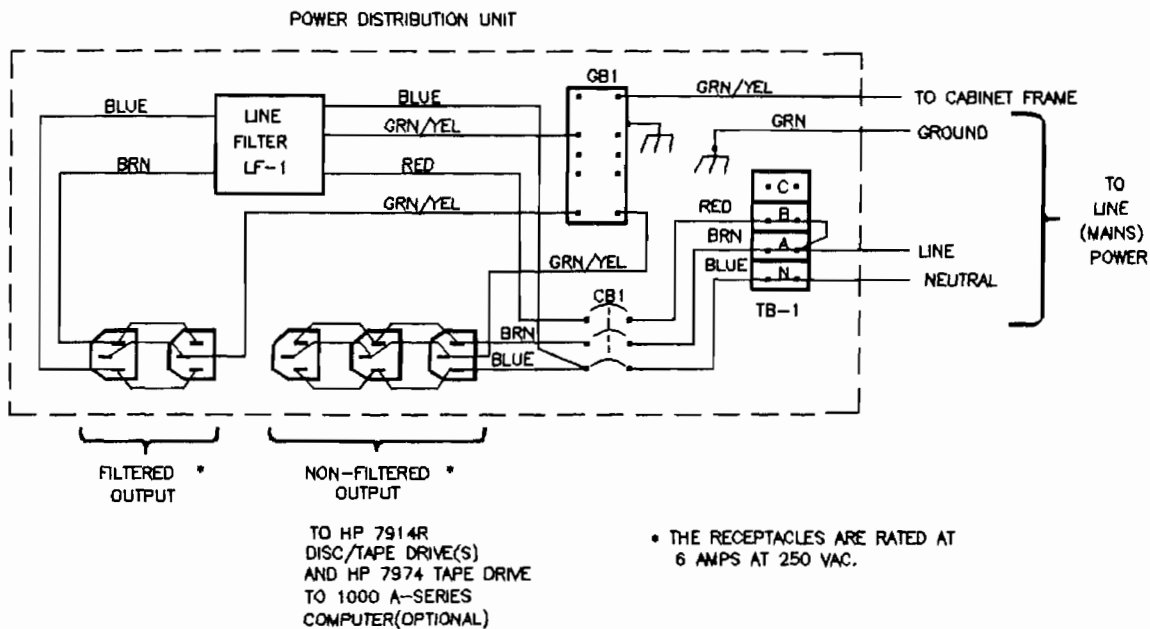 POWER DISTRIBUTION UNIT
GB1
BLUE
LINE
FILTER
LF-1
BLUE
GRN/YEL
GRN/YEL
TO CABINET FRAME
GRN
GROUND
BRN
RED
GRN/YEL
C
RED
B
BRN
A
LINE
BLUE
N
NEUTRAL
TB-1
TO
LINE
(MAINS)
POWER
GRN/YEL
CB1
BRN
BLUE
FILTERED *
OUTPUT
NON-FILTERED *
OUTPUT
TO HP 7914R
DISC/TAPE DRIVE(S)
AND HP 7974 TAPE DRIVE
TO 1000 A-SERIES
COMPUTER(OPTIONAL)
* THE RECEPTACLES ARE RATED AT
6 AMPS AT 250 VAC.